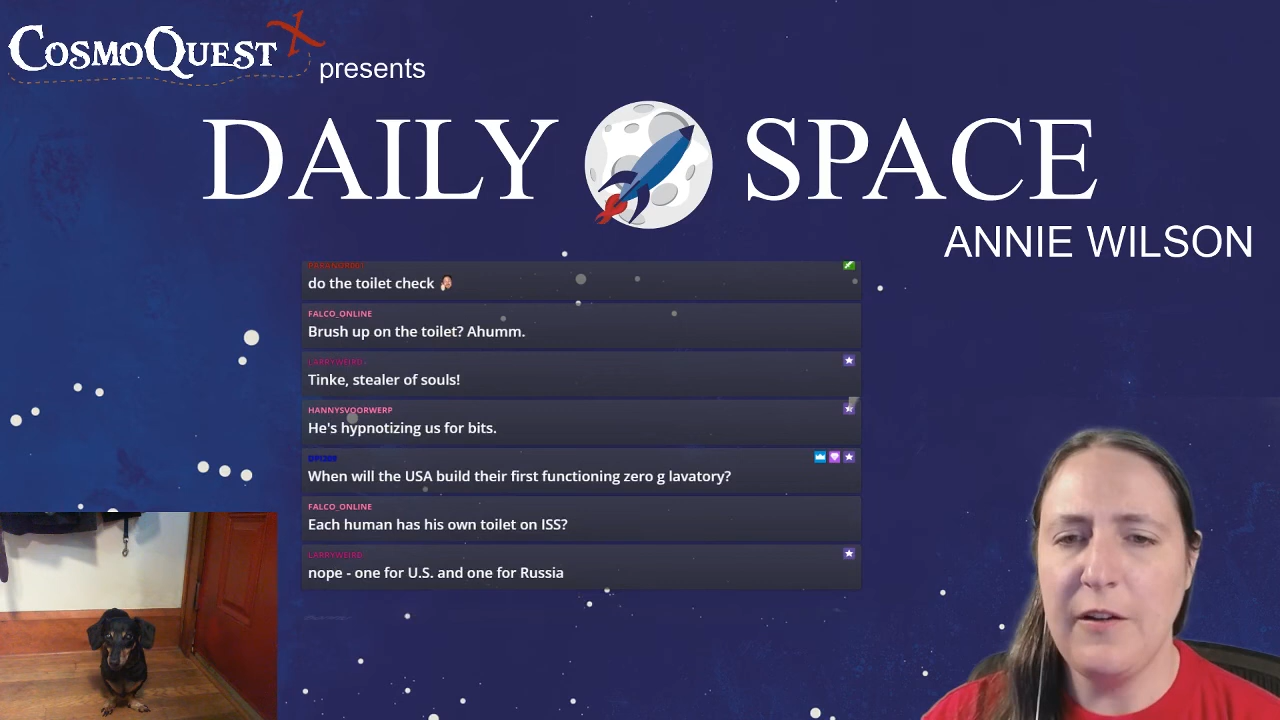 COSMOQUEST X
presents
DAILY SPACE
ANNIE WILSON
do the toilet check
FALCO_ONLINE
Brush up on the toilet? Ahumm.
LARRYWEIRD
Tinke, stealer of souls!
HANNYSVOORWERP
He's hypnotizing us for bits.
When will the USA build their first functioning zero g lavatory?
FALCO_ONLINE
Each human has his own toilet on ISS?
LARRYWEIRD
nope - one for U.S. and one for Russia